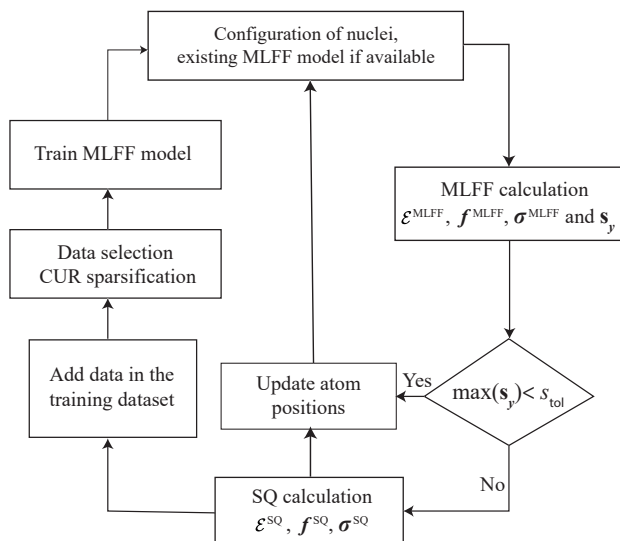 Configuration of nuclei,
existing MLFF model if available
Train MLFF model
MLFF calculation
ℰ^MLFF, f^MLFF, σ^MLFF and s_y
Data selection
CUR sparsification
Add data in the
training dataset
Update atom
positions
Yes
max(s_y)< s_tol
No
SQ calculation
ℰ^SQ, f^SQ, σ^SQ